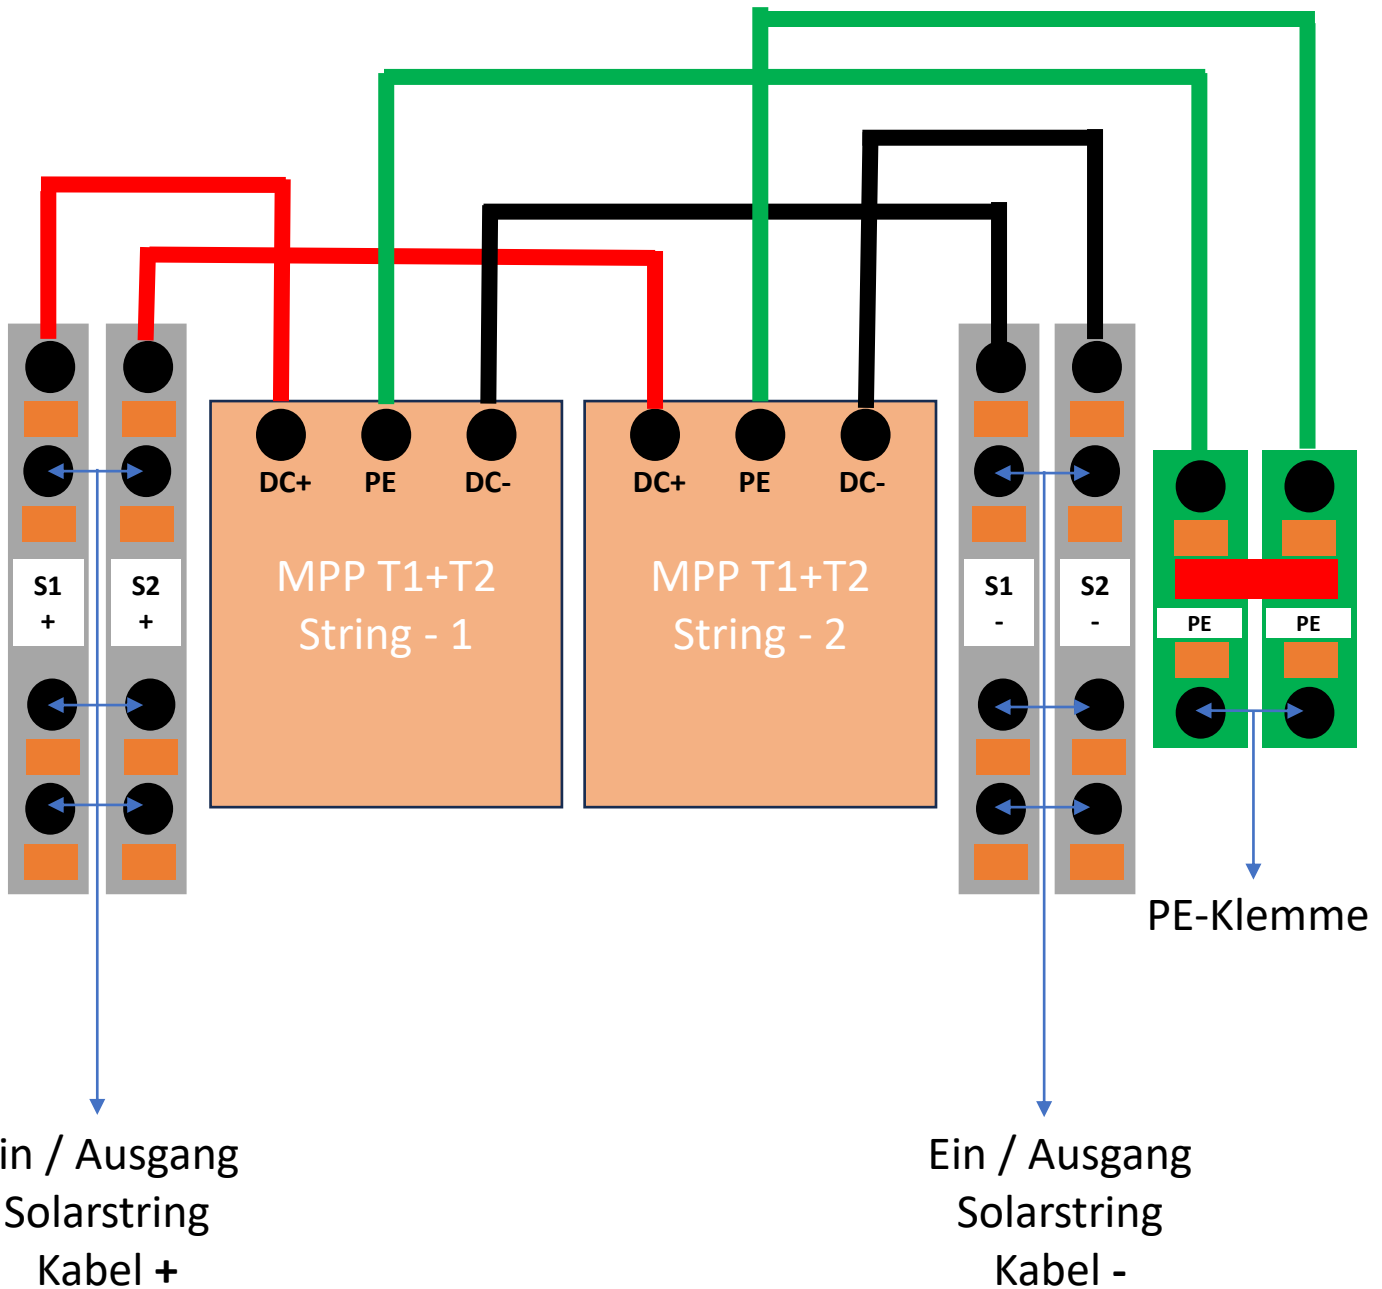 DC+ PE DC-
DC+ PE DC-
MPP T1+T2
String - 1
MPP T1+T2
String - 2
S1
+
S2
+
S1
-
S2
-
PE
PE
PE-Klemme
in / Ausgang
Solarstring
Kabel +
Ein / Ausgang
Solarstring
Kabel -